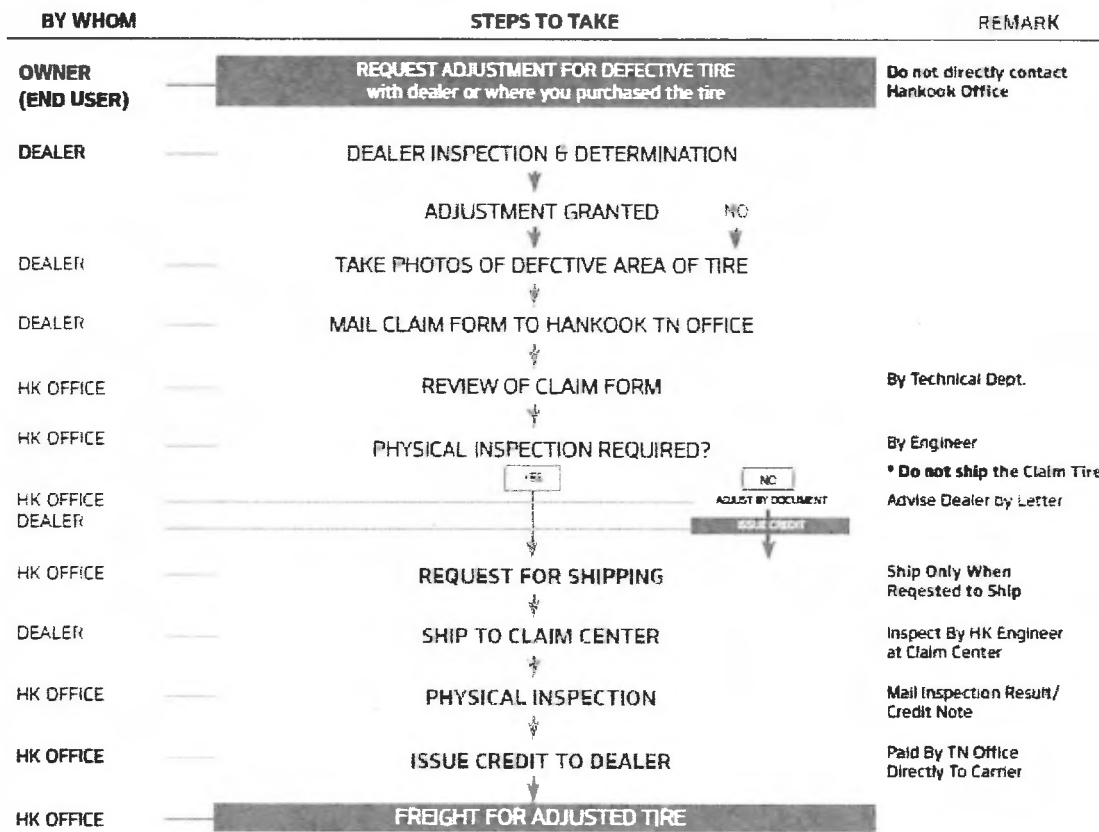 BY WHOM STEPS TO TAKE REMARK
OWNER
(END USER)
REQUEST ADJUSTMENT FOR DEFECTIVE TIRE
with dealer or where you purchased the tire
Do not directly contact
Hankook Office
DEALER DEALER INSPECTION & DETERMINATION
ADJUSTMENT GRANTED NO
DEALER TAKE PHOTOS OF DEFCTIVE AREA OF TIRE
DEALER MAIL CLAIM FORM TO HANKOOK TN OFFICE
HK OFFICE REVIEW OF CLAIM FORM By Technical Dept.
HK OFFICE PHYSICAL INSPECTION REQUIRED? By Engineer
* Do not ship the Claim Tire
YES NO
HK OFFICE ADJUST BY DOCUMENT Advise Dealer by Letter
DEALER ISSUE CREDIT
HK OFFICE REQUEST FOR SHIPPING Ship Only When
Reqested to Ship
DEALER SHIP TO CLAIM CENTER Inspect By HK Engineer
at Claim Center
HK OFFICE PHYSICAL INSPECTION Mail Inspection Result/
Credit Note
HK OFFICE ISSUE CREDIT TO DEALER Paid By TN Office
Directly To Carrier
HK OFFICE FREIGHT FOR ADJUSTED TIRE